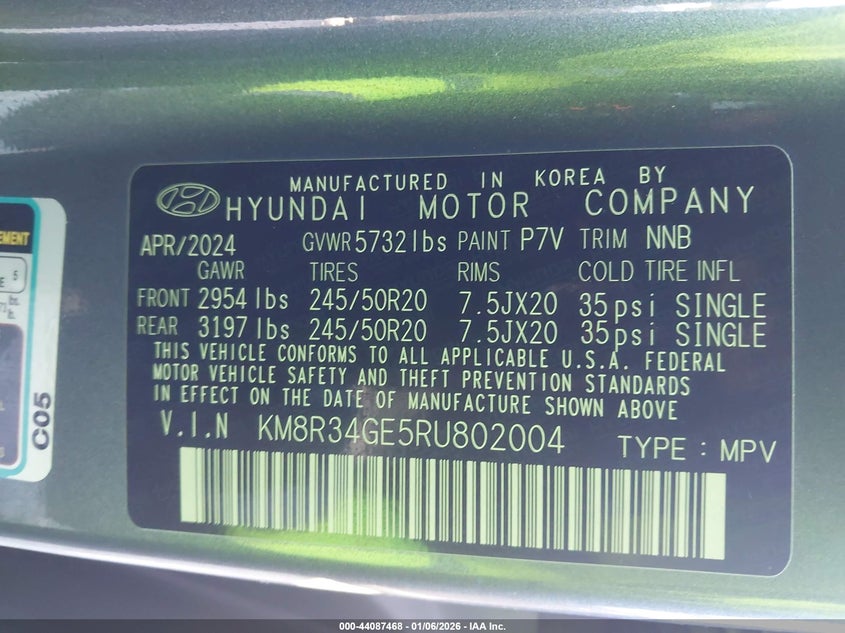 MANUFACTURED IN KOREA BY
HYUNDAI MOTOR COMPANY
APR/2024 GVWR 5732lbs PAINT P7V TRIM NNB
GAWR TIRES RIMS COLD TIRE INFL
FRONT 2954 lbs 245/50R20 7.5JX20 35psi SINGLE
REAR 3197 lbs 245/50R20 7.5JX20 35psi SINGLE
THIS VEHICLE CONFORMS TO ALL APPLICABLE U.S.A. FEDERAL
MOTOR VEHICLE SAFETY AND THEFT PREVENTION STANDARDS
IN EFFECT ON THE DATE OF MANUFACTURE SHOWN ABOVE
V.I.N KM8R34GE5RU802004 TYPE : MPV
5
lbs.
C05
000-44087468 - 01/06/2026 - IAA Inc.